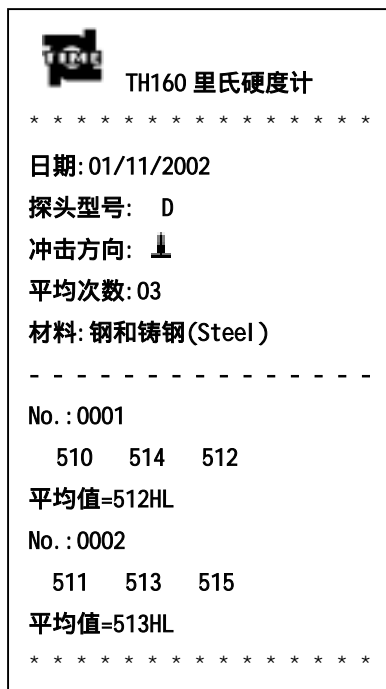 TIME
TH160 里氏硬度计
* * * * * * * * * * * * * * *
日期:01/11/2002
探头型号: D
冲击方向:
平均次数:03
材料:钢和铸钢(Steel)
- - - - - - - - - - - - - - -
No.:0001
510 514 512
平均值=512HL
No.:0002
511 513 515
平均值=513HL
* * * * * * * * * * * * * * *